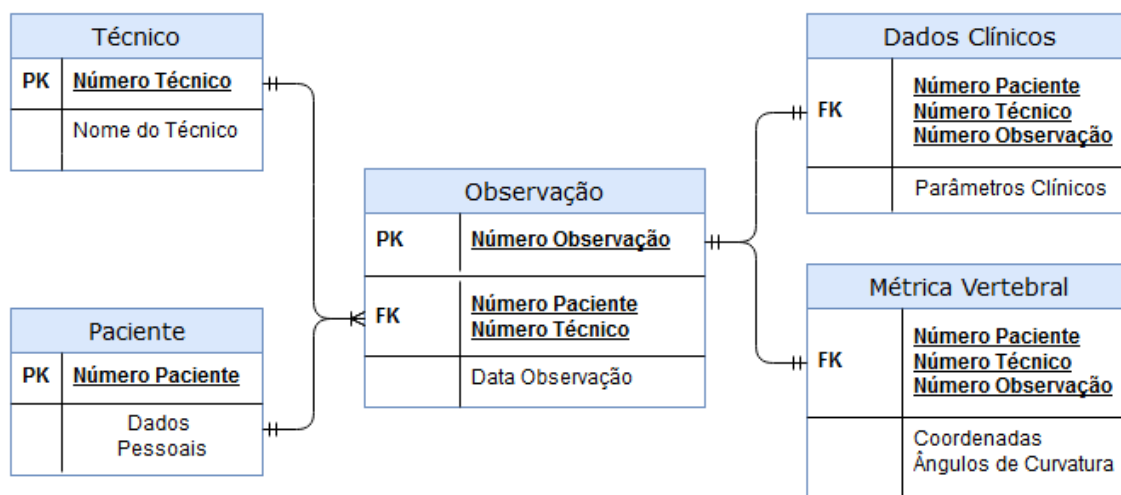 Técnico
PK Número Técnico
Nome do Técnico
Paciente
PK Número Paciente
Dados
Pessoais
Observação
PK Número Observação
FK Número Paciente
Número Técnico
Data Observação
Dados Clínicos
Número Paciente
FK Número Técnico
Número Observação
Parâmetros Clínicos
Métrica Vertebral
Número Paciente
FK Número Técnico
Número Observação
Coordenadas
Ângulos de Curvatura